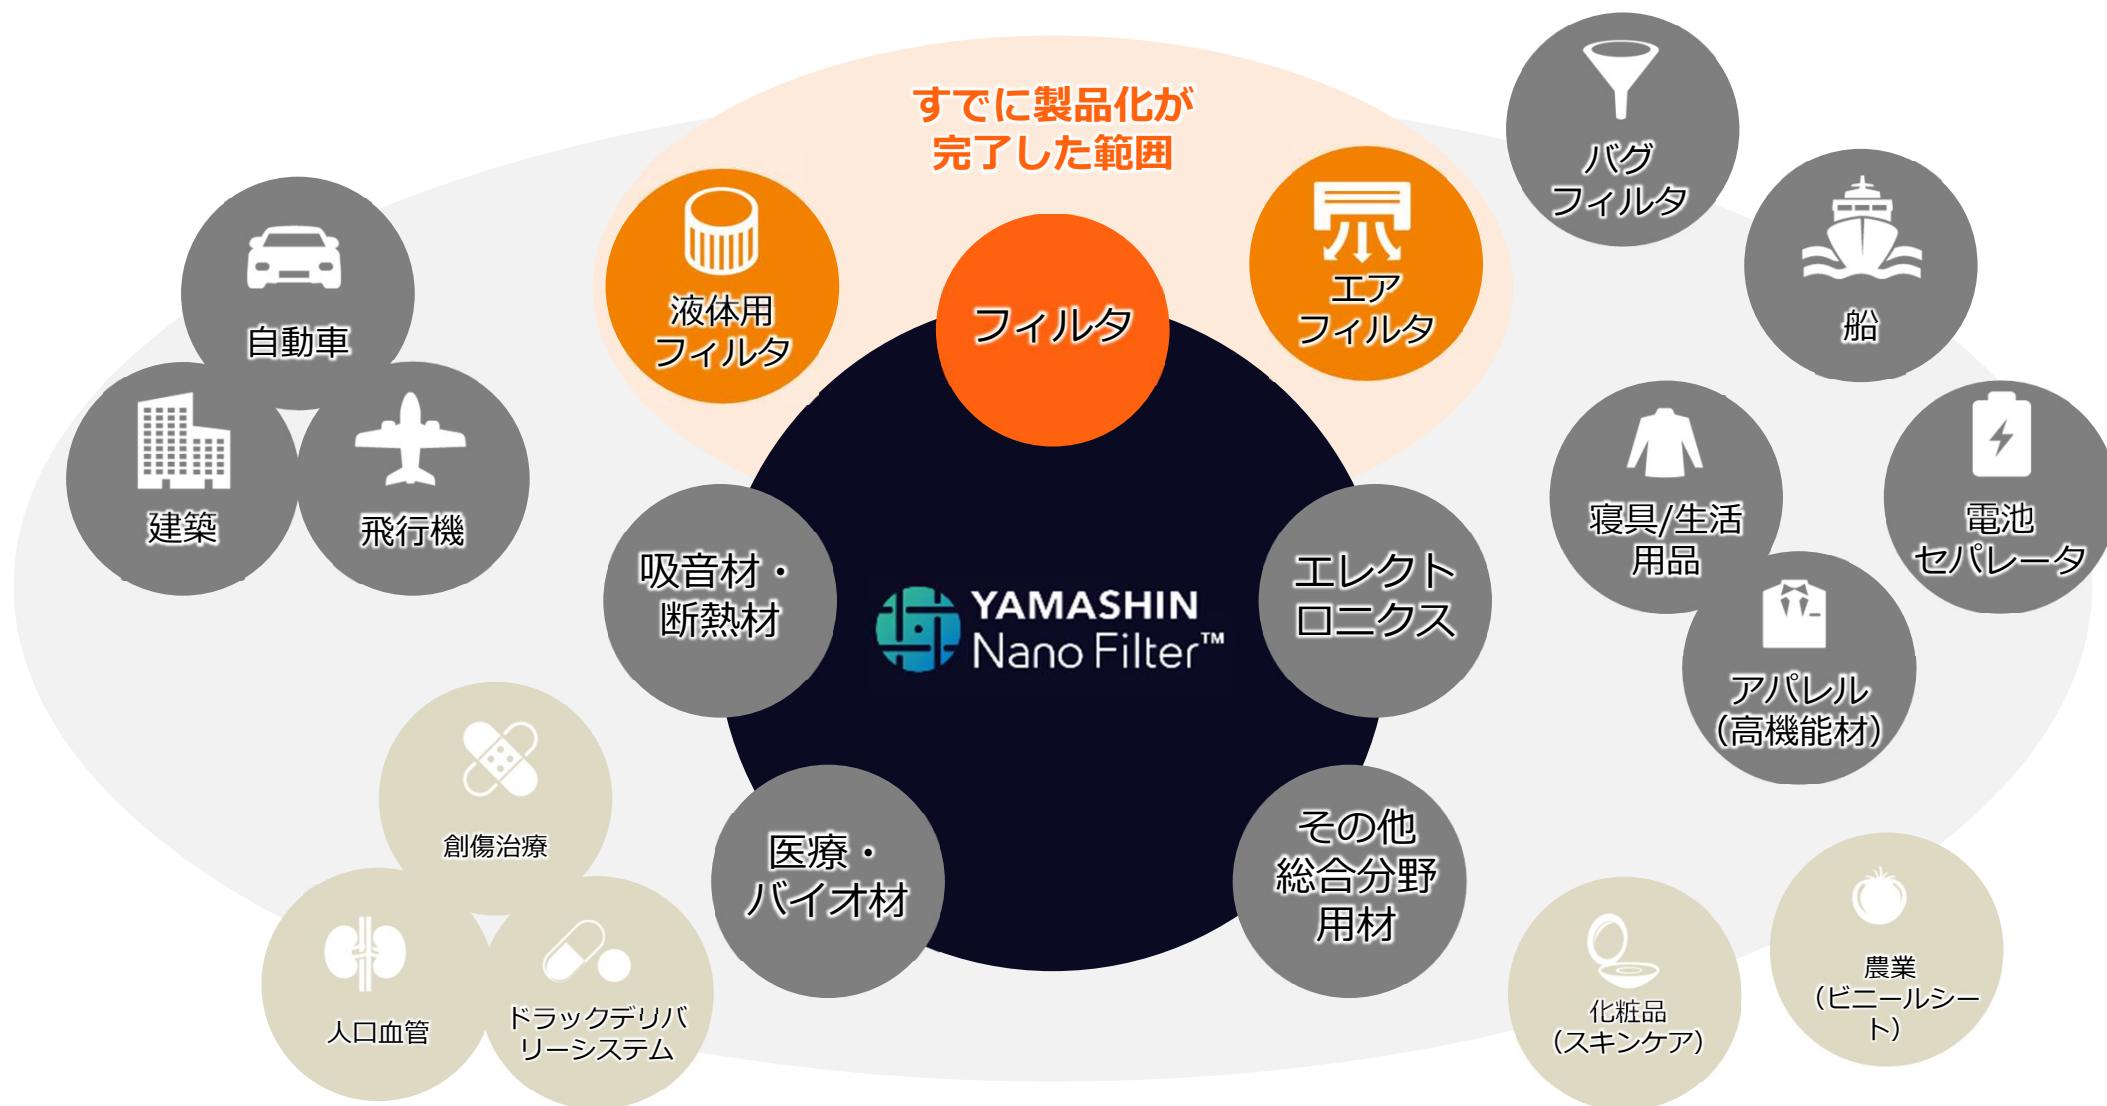 すでに製品化が
完了した範囲
液体用
フィルタ
フィルタ
エア
フィルタ
バグ
フィルタ
船
自動車
建築
飛行機
寝具/生活
用品
電池
セパレータ
アパレル
（高機能材）
吸音材・
断熱材
YAMASHIN
Nano Filter™
エレクト
ロニクス
創傷治療
人口血管
ドラックデリバ
リーシステム
医療・
バイオ材
その他
総合分野
用材
化粧品
（スキンケア）
農業
（ビニールシー
ト）